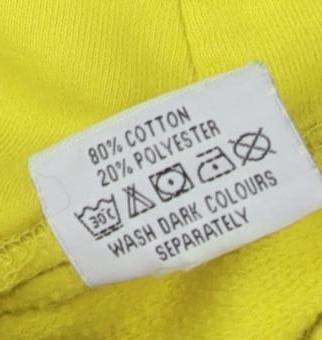 80% COTTON
20% POLYESTER
30°C
WASH DARK COLOURS
SEPARATELY